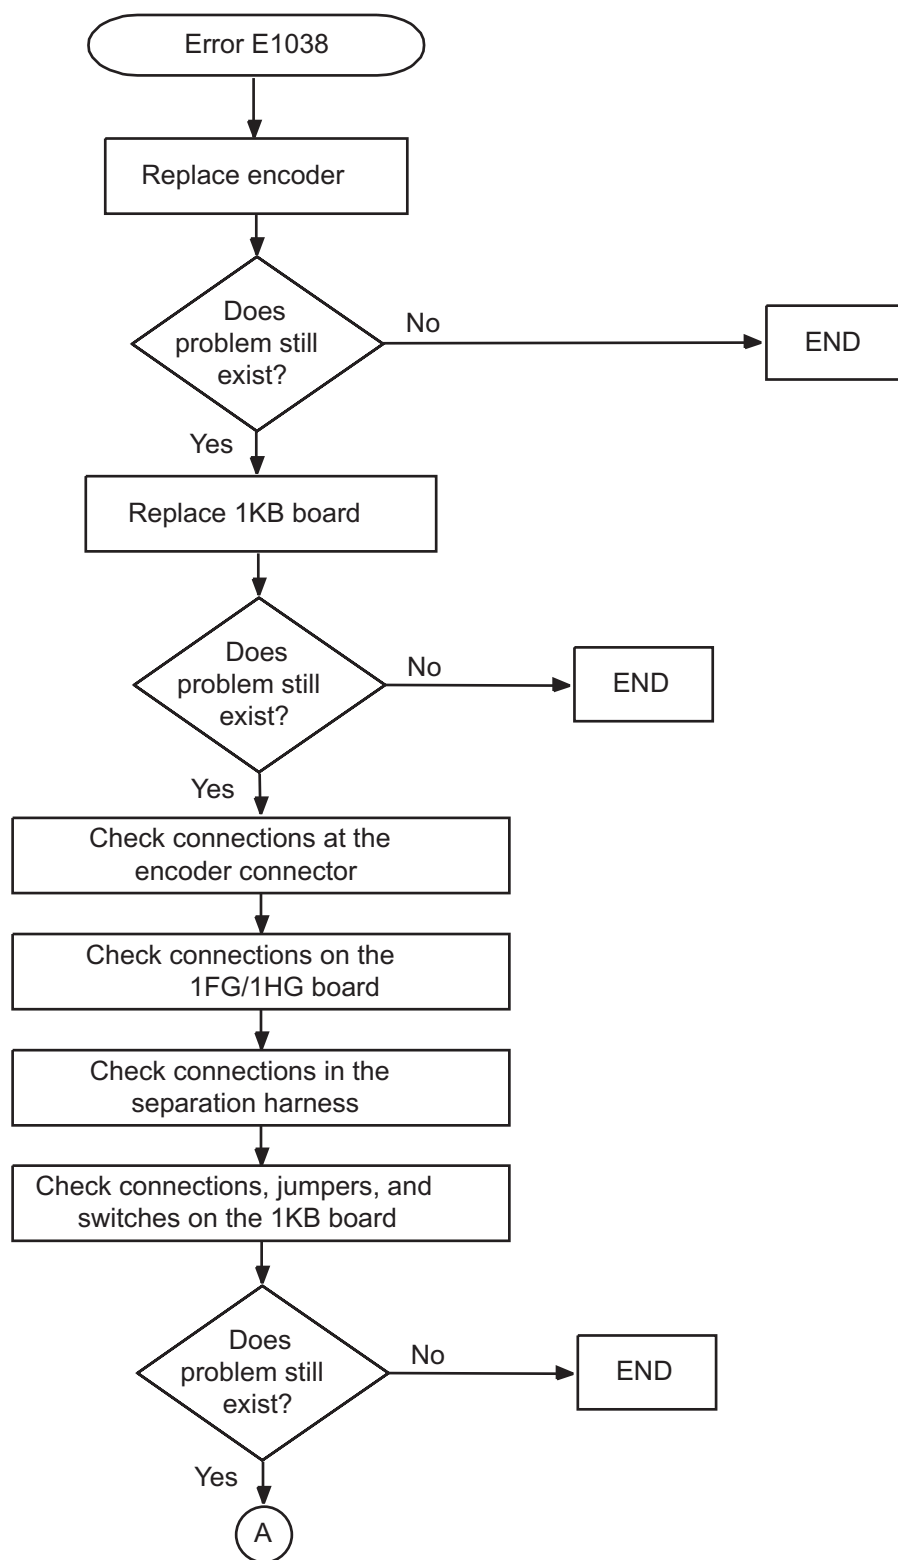 Error E1038
Replace encoder
Does
problem still
exist?
No
END
Yes
Replace 1KB board
Does
problem still
exist?
No
END
Yes
Check connections at the
encoder connector
Check connections on the
1FG/1HG board
Check connections in the
separation harness
Check connections, jumpers, and
switches on the 1KB board
Does
problem still
exist?
No
END
Yes
A